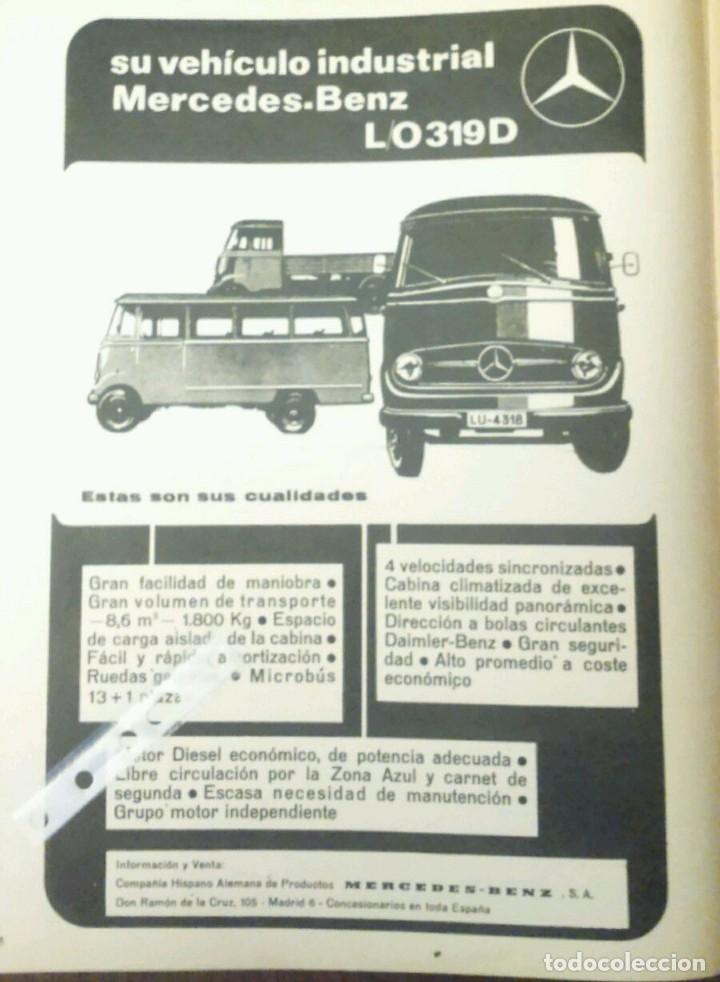 su vehículo industrial
Mercedes-Benz
L/O319D
LU-4318
Estas son sus cualidades
Gran facilidad de maniobra ●
Gran volumen de transporte
—8,6 m³ — 1.800 Kg ● Espacio
de carga de la cabina ●
Fácil y ●
Ruedas ● Microbús
13 + 1
4 velocidades sincronizadas ●
Cabina climatizada de exce-
lente visibilidad panorámica ●
Dirección a bolas circulantes
Daimler-Benz ● Gran seguri-
dad ● Alto promedio a coste
económico
Motor Diesel económico, de potencia adecuada ●
Libre circulación por la Zona Azul y carnet de
segunda ● Escasa necesidad de manutención ●
Grupo motor independiente
Información y Venta:
Compañía Hispano Alemana de Productos MERCEDES-BENZ, S.A.
Don Ramón de la Cruz, 105 - Madrid 6 - Concesionarios en toda España
todocoleccion